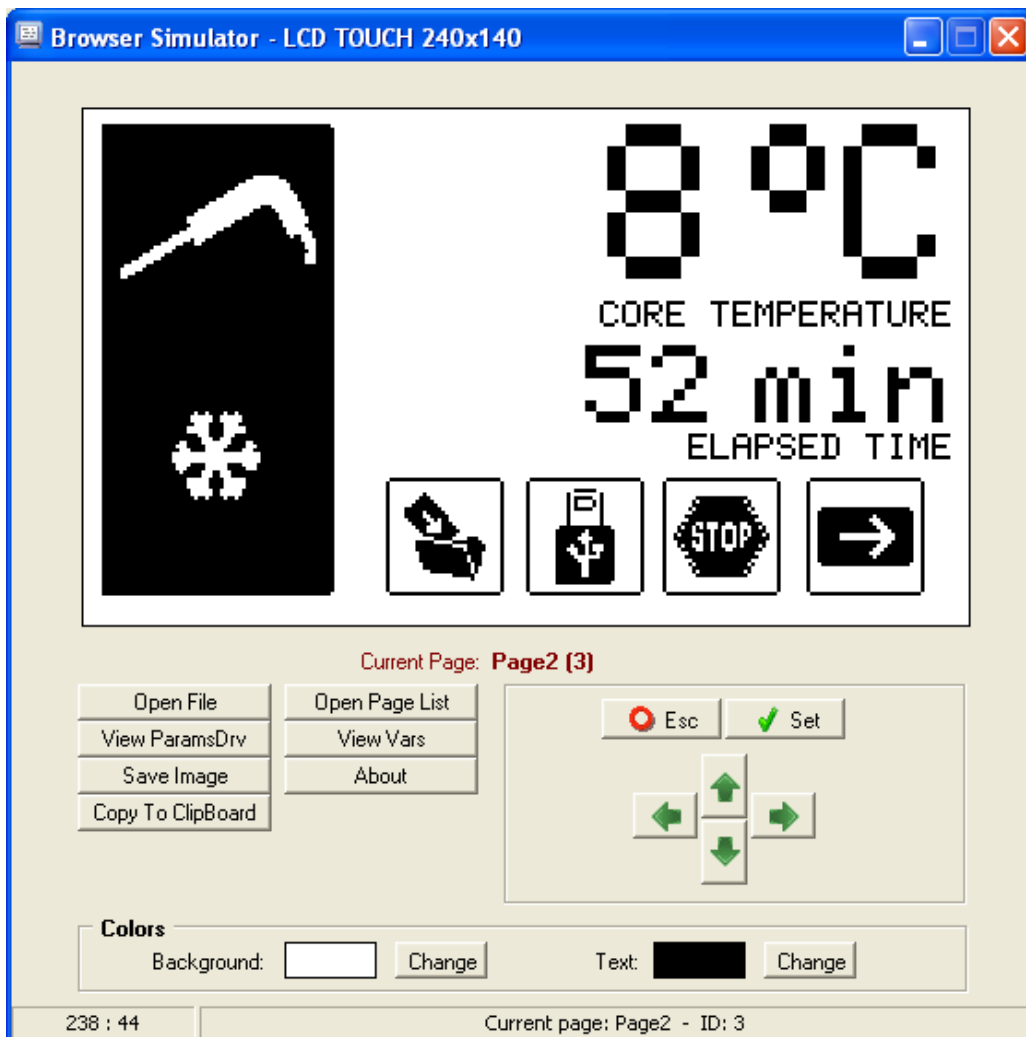 Browser Simulator - LCD TOUCH 240x140
8°C
CORE TEMPERATURE
52 min
ELAPSED TIME
STOP
Current Page: Page2 (3)
Open File
Open Page List
Esc
Set
View ParamsDrv
View Vars
Save Image
About
Copy To ClipBoard
Colors
Background:
Change
Text:
Change
238 : 44
Current page: Page2 - ID: 3